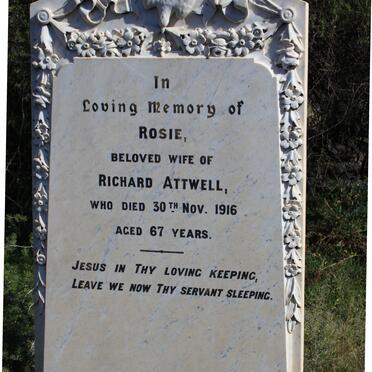 In
Loving Memory of
ROSIE,
BELOVED WIFE OF
RICHARD ATTWELL,
WHO DIED 30TH NOV. 1916
AGED 67 YEARS.
JESUS IN THY LOVING KEEPING,
LEAVE WE NOW THY SERVANT SLEEPING.